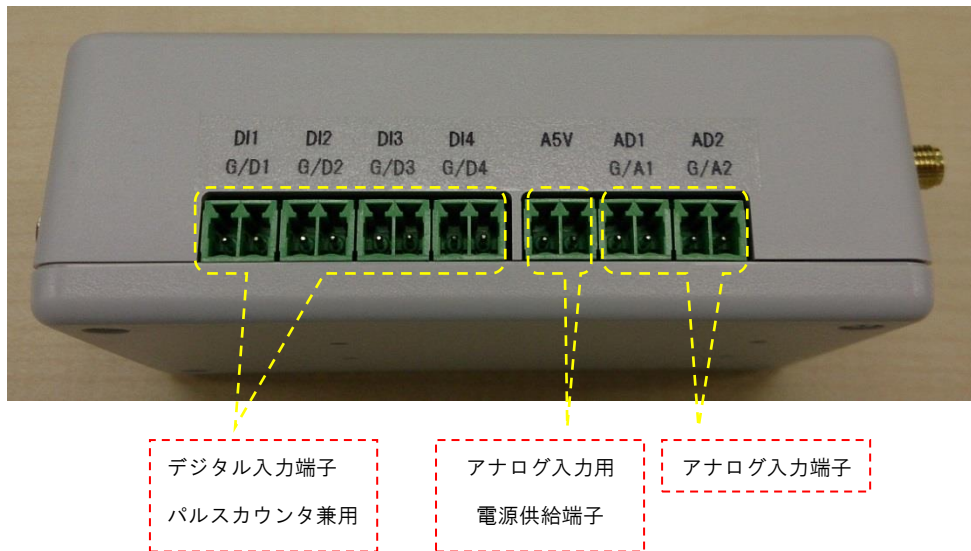 DI1 DI2 DI3 DI4 A5V AD1 AD2
G/D1 G/D2 G/D3 G/D4 G/A1 G/A2
デジタル入力端子
パルスカウンタ兼用
アナログ入力用
電源供給端子
アナログ入力端子